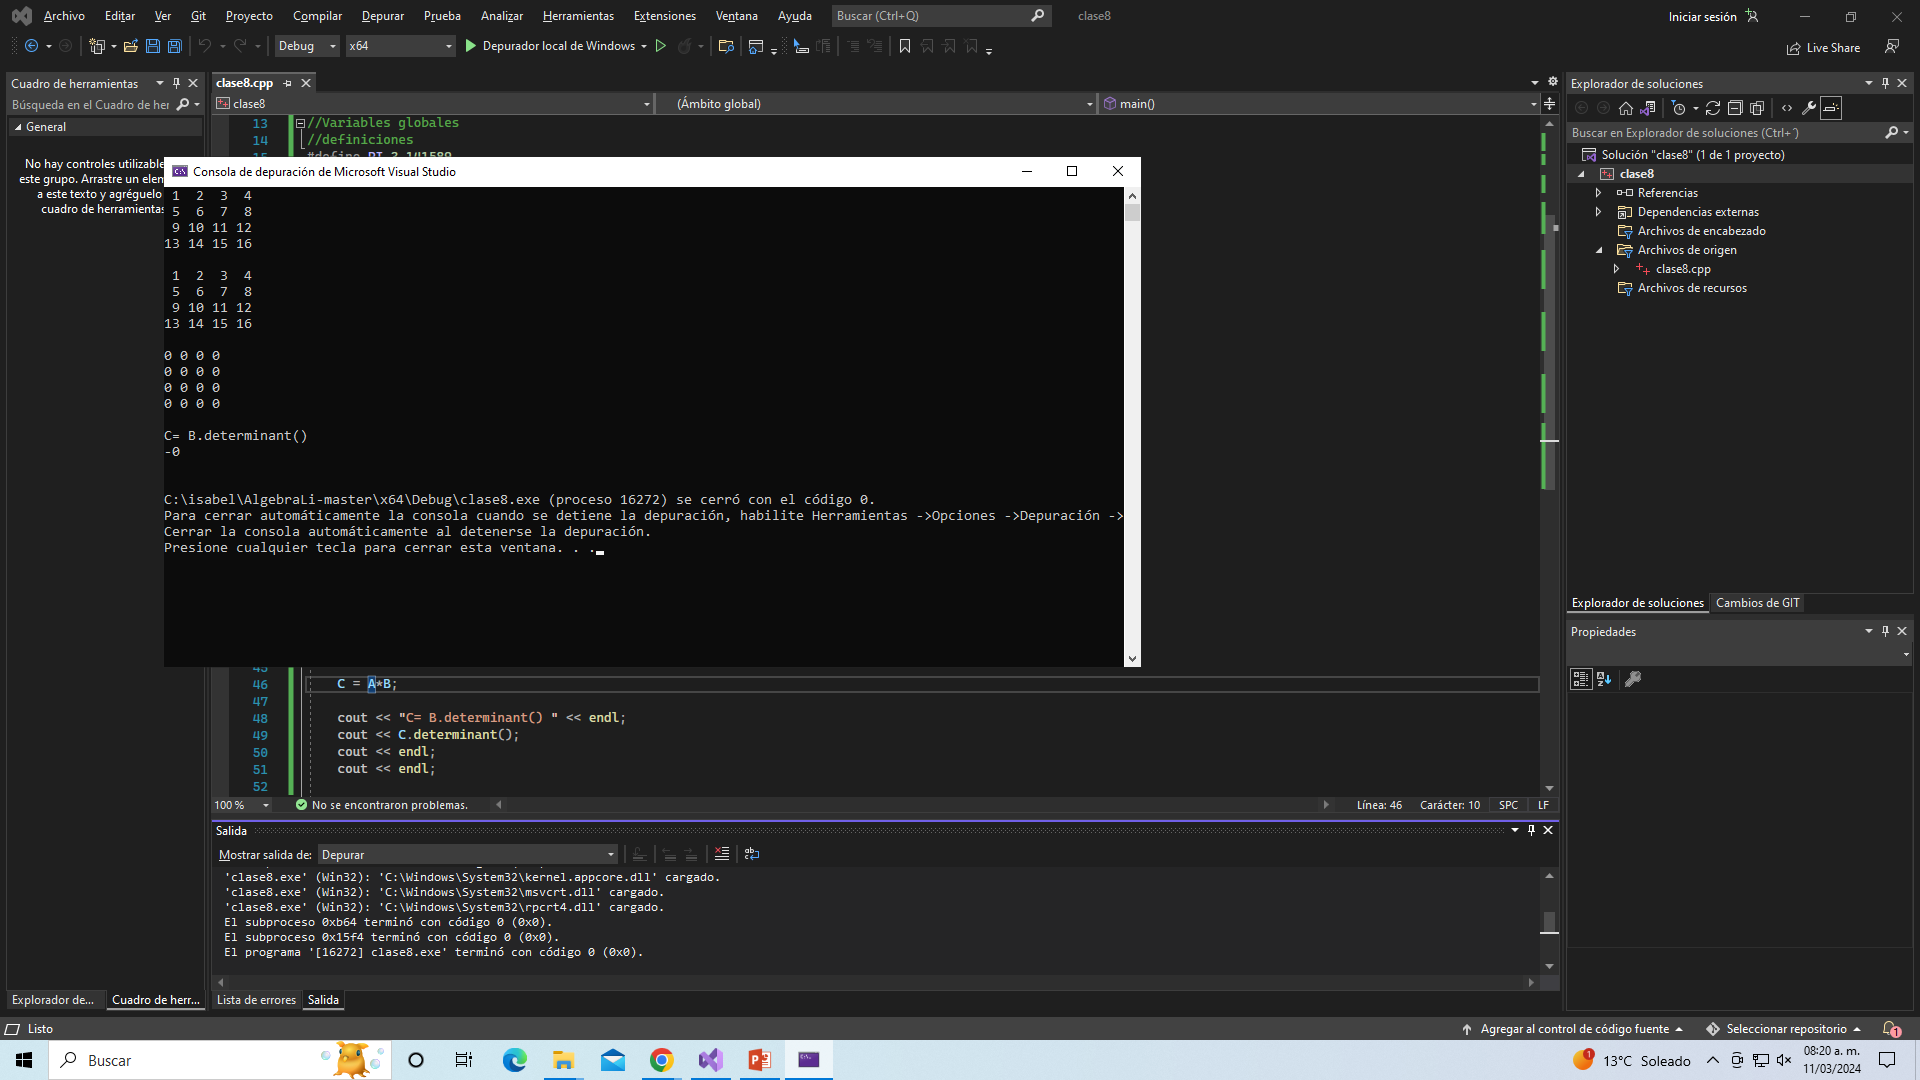 Archivo Editar Ver Git Proyecto Compilar Depurar Prueba Analizar Herramientas Extensiones Ventana Ayuda Buscar (Ctrl+Q) clase8 Iniciar sesión
Debug x64 Depurador local de Windows Live Share
Cuadro de herramientas
Búsqueda en el Cuadro de her
General
No hay controles utilizable
este grupo. Arrastre un elem
a este texto y agréguelo
cuadro de herramientas
clase8.cpp
clase8 (Ámbito global) main()
13 //Variables globales
14 //definiciones
Consola de depuración de Microsoft Visual Studio
1 2 3 4
5 6 7 8
9 10 11 12
13 14 15 16
1 2 3 4
5 6 7 8
9 10 11 12
13 14 15 16
0 0 0 0
0 0 0 0
0 0 0 0
0 0 0 0
C= B.determinant()
-0
C:\isabel\AlgebraLi-master\x64\Debug\clase8.exe (proceso 16272) se cerró con el código 0.
Para cerrar automáticamente la consola cuando se detiene la depuración, habilite Herramientas ->Opciones ->Depuración ->
Cerrar la consola automáticamente al detenerse la depuración.
Presione cualquier tecla para cerrar esta ventana. . .
45
46 C = A*B;
47
48 cout << "C= B.determinant() " << endl;
49 cout << C.determinant();
50 cout << endl;
51 cout << endl;
52
100 % No se encontraron problemas. Línea: 46 Carácter: 10 SPC LF
Salida
Mostrar salida de: Depurar
'clase8.exe' (Win32): 'C:\Windows\System32\kernel.appcore.dll' cargado.
'clase8.exe' (Win32): 'C:\Windows\System32\msvcrt.dll' cargado.
'clase8.exe' (Win32): 'C:\Windows\System32\rpcrt4.dll' cargado.
El subproceso 0xb64 terminó con código 0 (0x0).
El subproceso 0x15f4 terminó con código 0 (0x0).
El programa '[16272] clase8.exe' terminó con código 0 (0x0).
Explorador de... Cuadro de herr... Lista de errores Salida
Explorador de soluciones
Buscar en Explorador de soluciones (Ctrl+´)
Solución "clase8" (1 de 1 proyecto)
clase8
Referencias
Dependencias externas
Archivos de encabezado
Archivos de origen
clase8.cpp
Archivos de recursos
Explorador de soluciones Cambios de GIT
Propiedades
Listo Agregar al control de código fuente Seleccionar repositorio 1
Buscar 1 13°C Soleado 08:20 a. m.
11/03/2024